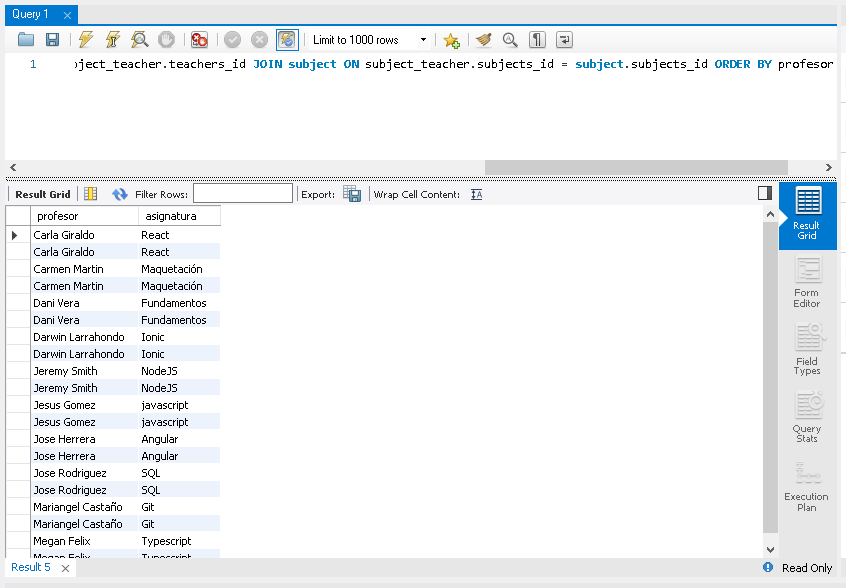 Query 1
Limit to 1000 rows
1 bject_teacher.teachers_id JOIN subject ON subject_teacher.subjects_id = subject.subjects_id ORDER BY profesor
Result Grid Filter Rows: Export: Wrap Cell Content:
profesor asignatura
Carla Giraldo React
Carla Giraldo React
Carmen Martin Maquetación
Carmen Martin Maquetación
Dani Vera Fundamentos
Dani Vera Fundamentos
Darwin Larrahondo Ionic
Darwin Larrahondo Ionic
Jeremy Smith NodeJS
Jeremy Smith NodeJS
Jesus Gomez javascript
Jesus Gomez javascript
Jose Herrera Angular
Jose Herrera Angular
Jose Rodriguez SQL
Jose Rodriguez SQL
Mariangel Castaño Git
Mariangel Castaño Git
Megan Felix Typescript
Megan Felix Typescript
Result
Grid
Form
Editor
Field
Types
Query
Stats
Execution
Plan
Result 5
Read Only